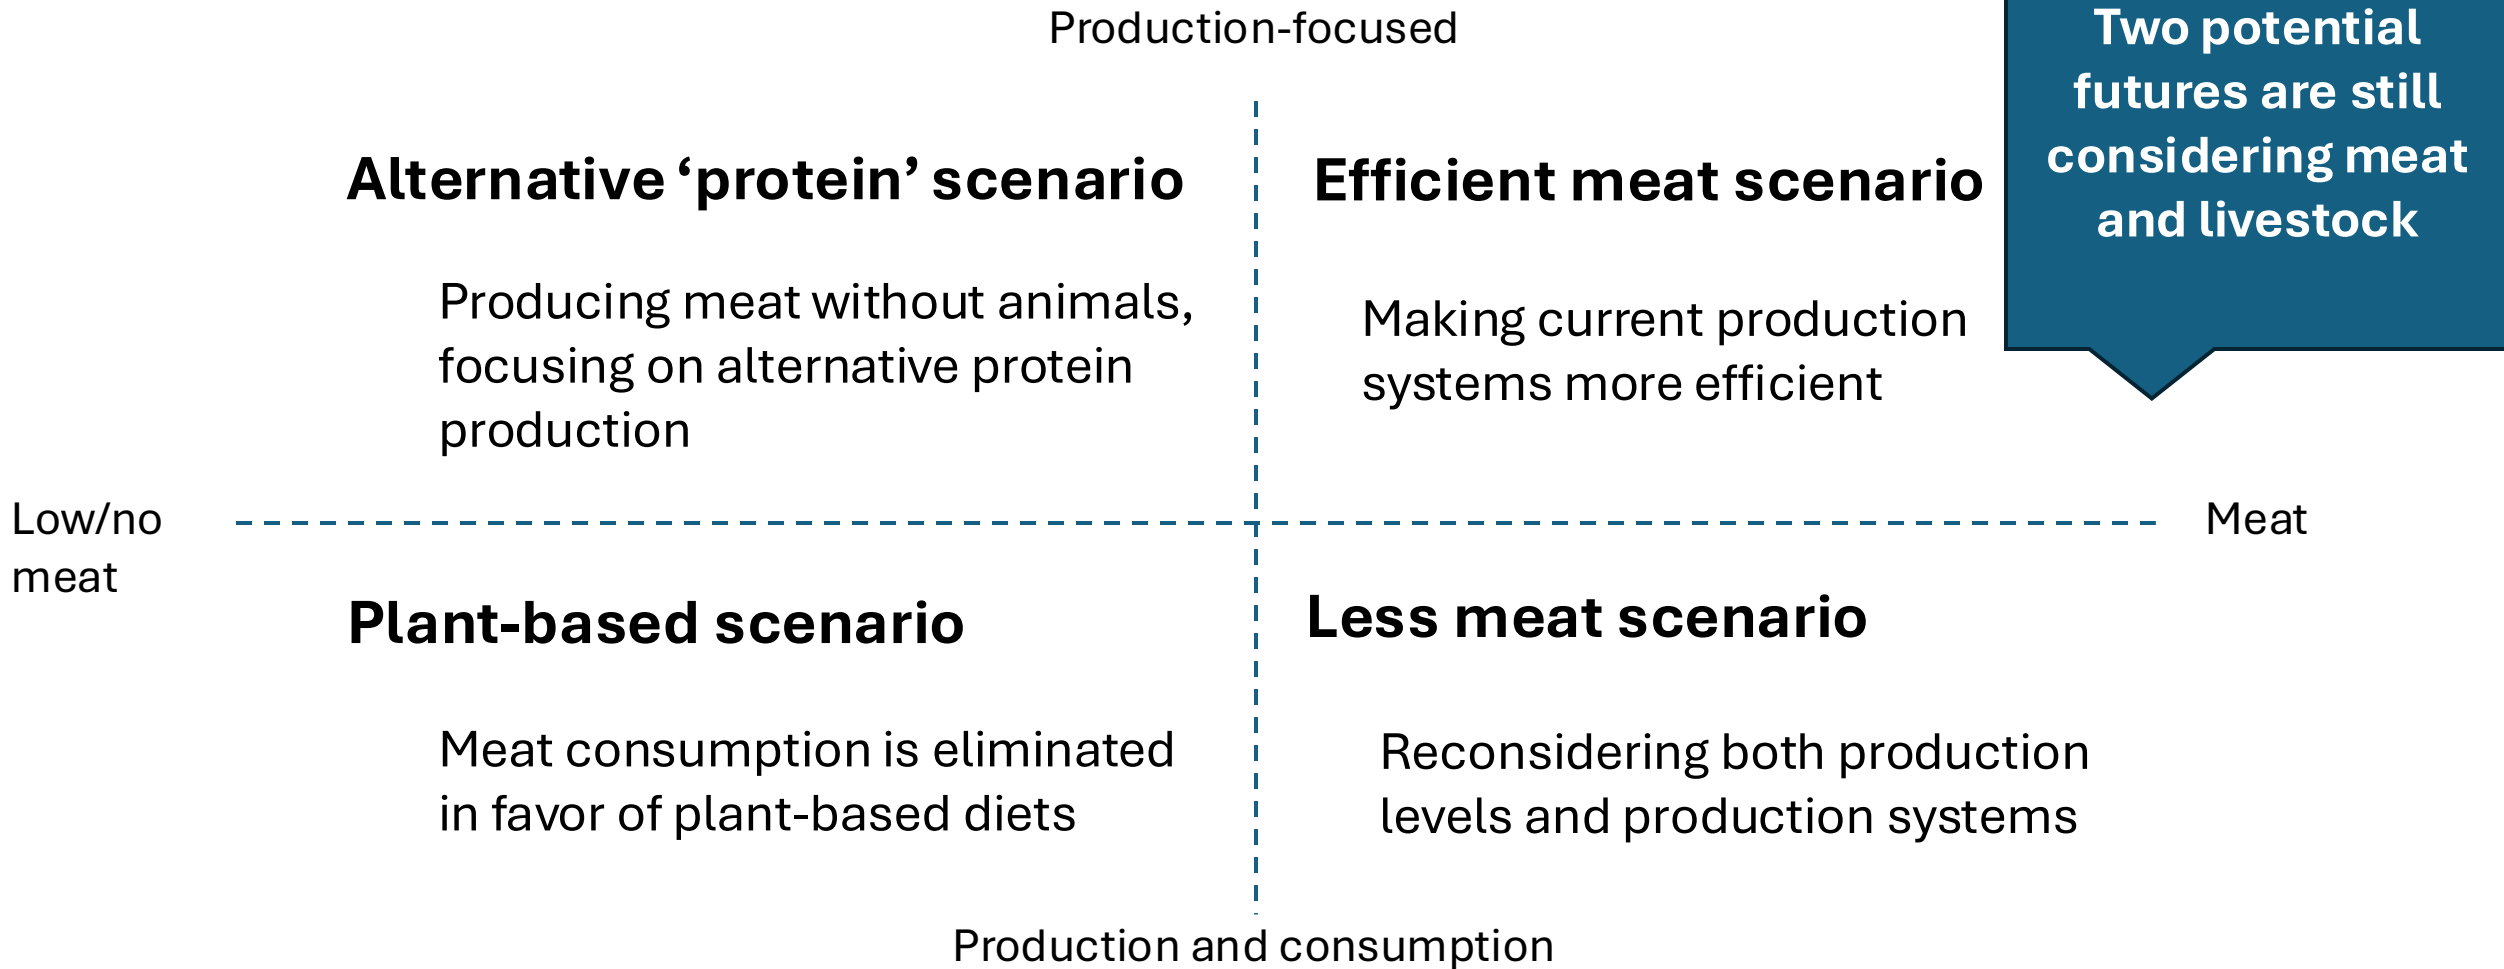 Production-focused
Two potential
futures are still
considering meat
and livestock
Alternative ‘protein’ scenario
Producing meat without animals,
focusing on alternative protein
production
Efficient meat scenario
Making current production
systems more efficient
Low/no
meat
Meat
Plant-based scenario
Meat consumption is eliminated
in favor of plant-based diets
Less meat scenario
Reconsidering both production
levels and production systems
Production and consumption